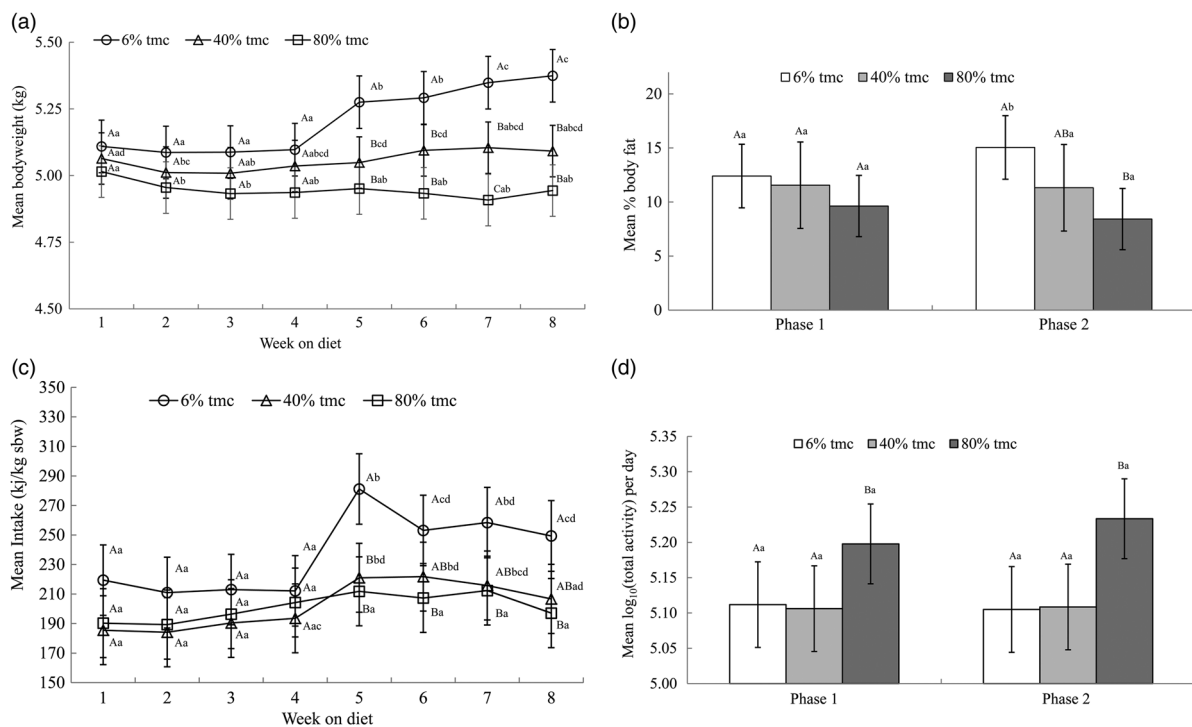 (a)
6% tmc 40% tmc 80% tmc
Mean bodyweight (kg)
5.50
5.25
5.00
4.75
4.50
Aa Aa Aa Aa Ab Ab Ac Ac
Aad Abc Aab Aabcd Bcd Bcd Babcd Babcd
Aa Ab Ab Aab Bab Bab Cab Bab
1 2 3 4 5 6 7 8
Week on diet
(b)
6% tmc 40% tmc 80% tmc
Mean % body fat
20
15
10
5
0
Aa Aa Aa Ab ABa Ba
Phase 1 Phase 2
(c)
6% tmc 40% tmc 80% tmc
Mean Intake (kj/kg sbw)
350
330
310
290
270
250
230
210
190
170
150
Aa Aa Aa Aa Ab Acd Abd Acd
Aa Aa Aa Aa Bbd ABbd ABbcd ABad
Aa Aa Aa Aac Ba Ba Ba Ba
1 2 3 4 5 6 7 8
Week on diet
(d)
6% tmc 40% tmc 80% tmc
Mean log10(total activity) per day
5.35
5.30
5.25
5.20
5.15
5.10
5.05
5.00
Aa Aa Ba Aa Aa Ba
Phase 1 Phase 2